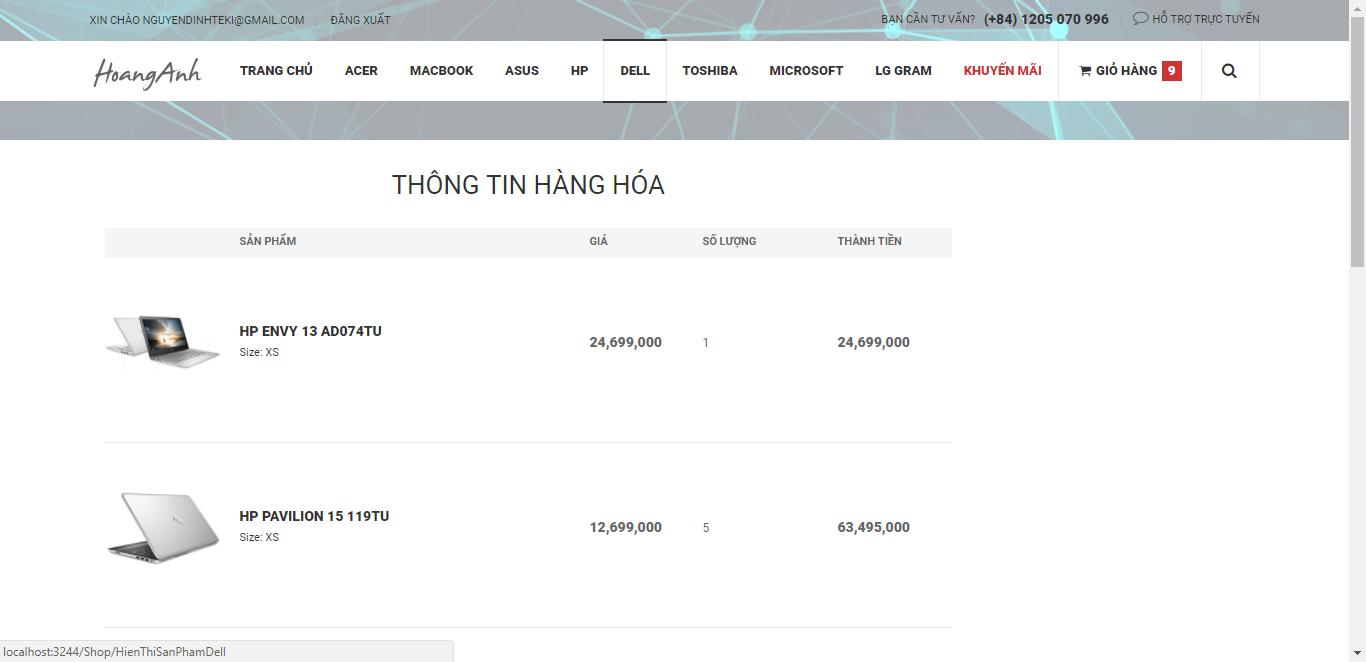 XIN CHÀO NGUYENDINHTEKI@GMAIL.COM | ĐĂNG XUẤT BẠN CẦN TƯ VẤN? (+84) 1205 070 996 | HỖ TRỢ TRỰC TUYẾN
HoangAnh TRANG CHỦ ACER MACBOOK ASUS HP DELL TOSHIBA MICROSOFT LG GRAM KHUYẾN MÃI GIỎ HÀNG 9
THÔNG TIN HÀNG HÓA
SẢN PHẨM GIÁ SỐ LƯỢNG THÀNH TIỀN
HP ENVY 13 AD074TU
Size: XS
24,699,000 1 24,699,000
HP PAVILION 15 119TU
Size: XS
12,699,000 5 63,495,000
localhost:3244/Shop/HienThiSanPhamDell